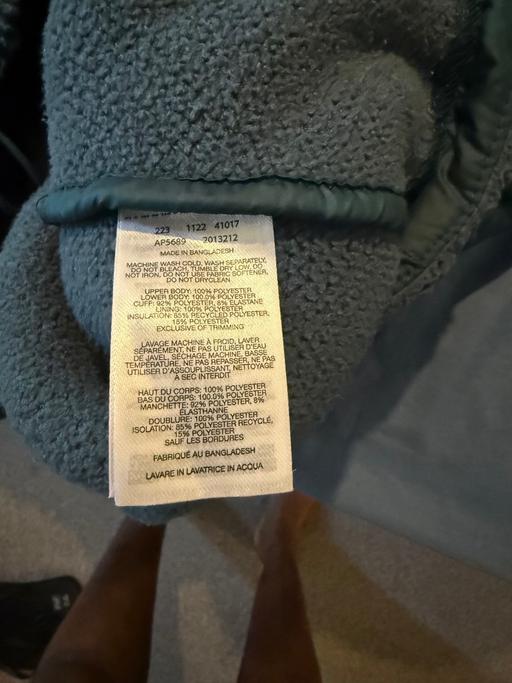 223 1122 41017
AP5689 2013212
MADE IN BANGLADESH
MACHINE WASH COLD, WASH SEPARATELY,
DO NOT BLEACH, TUMBLE DRY LOW, DO
NOT IRON, DO NOT USE FABRIC SOFTENER,
DO NOT DRYCLEAN
UPPER BODY: 100% POLYESTER
LOWER BODY: 100.0% POLYESTER
CUFF: 92% POLYESTER, 8% ELASTANE
LINING: 100% POLYESTER
INSULATION: 85% RECYCLED POLYESTER,
15% POLYESTER
EXCLUSIVE OF TRIMMING
LAVAGE MACHINE À FROID, LAVER
SÉPARÉMENT, NE PAS UTILISER D'EAU
DE JAVEL, SÉCHAGE MACHINE, BASSE
TEMPÉRATURE, NE PAS REPASSER, NE PAS
UTILISER D'ASSOUPLISSANT, NETTOYAGE
À SEC INTERDIT
HAUT DU CORPS: 100% POLYESTER
BAS DU CORPS: 100.0% POLYESTER
MANCHETTE: 92% POLYESTER, 8%
ÉLASTHANNE
DOUBLURE: 100% POLYESTER
ISOLATION: 85% POLYESTER RECYCLÉ,
15% POLYESTER
SAUF LES BORDURES
FABRIQUÉ AU BANGLADESH
LAVARE IN LAVATRICE IN ACQUA